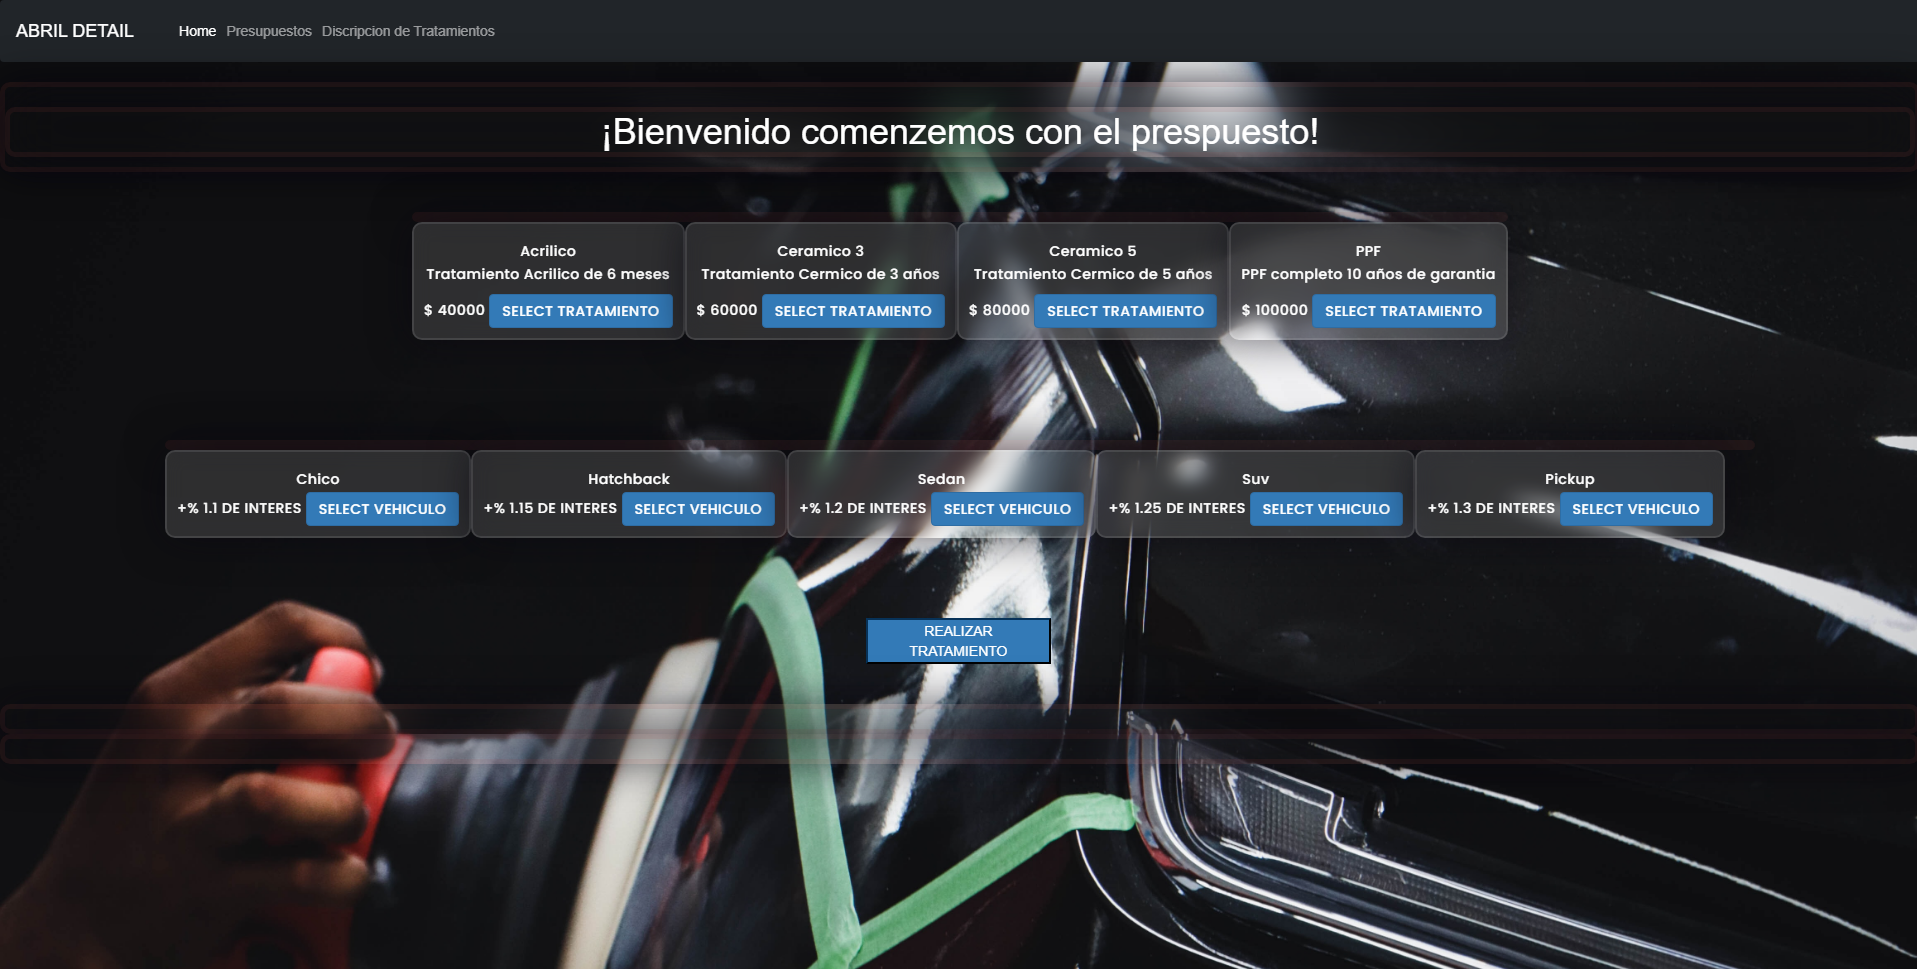 ABRIL DETAIL Home Presupuestos Discripcion de Tratamientos
¡Bienvenido comenzemos con el prespuesto!
Acrilico
Tratamiento Acrilico de 6 meses
$ 40000 SELECT TRATAMIENTO
Ceramico 3
Tratamiento Cermico de 3 años
$ 60000 SELECT TRATAMIENTO
Ceramico 5
Tratamiento Cermico de 5 años
$ 80000 SELECT TRATAMIENTO
PPF
PPF completo 10 años de garantia
$ 100000 SELECT TRATAMIENTO
Chico
+% 1.1 DE INTERES SELECT VEHICULO
Hatchback
+% 1.15 DE INTERES SELECT VEHICULO
Sedan
+% 1.2 DE INTERES SELECT VEHICULO
Suv
+% 1.25 DE INTERES SELECT VEHICULO
Pickup
+% 1.3 DE INTERES SELECT VEHICULO
REALIZAR
TRATAMIENTO